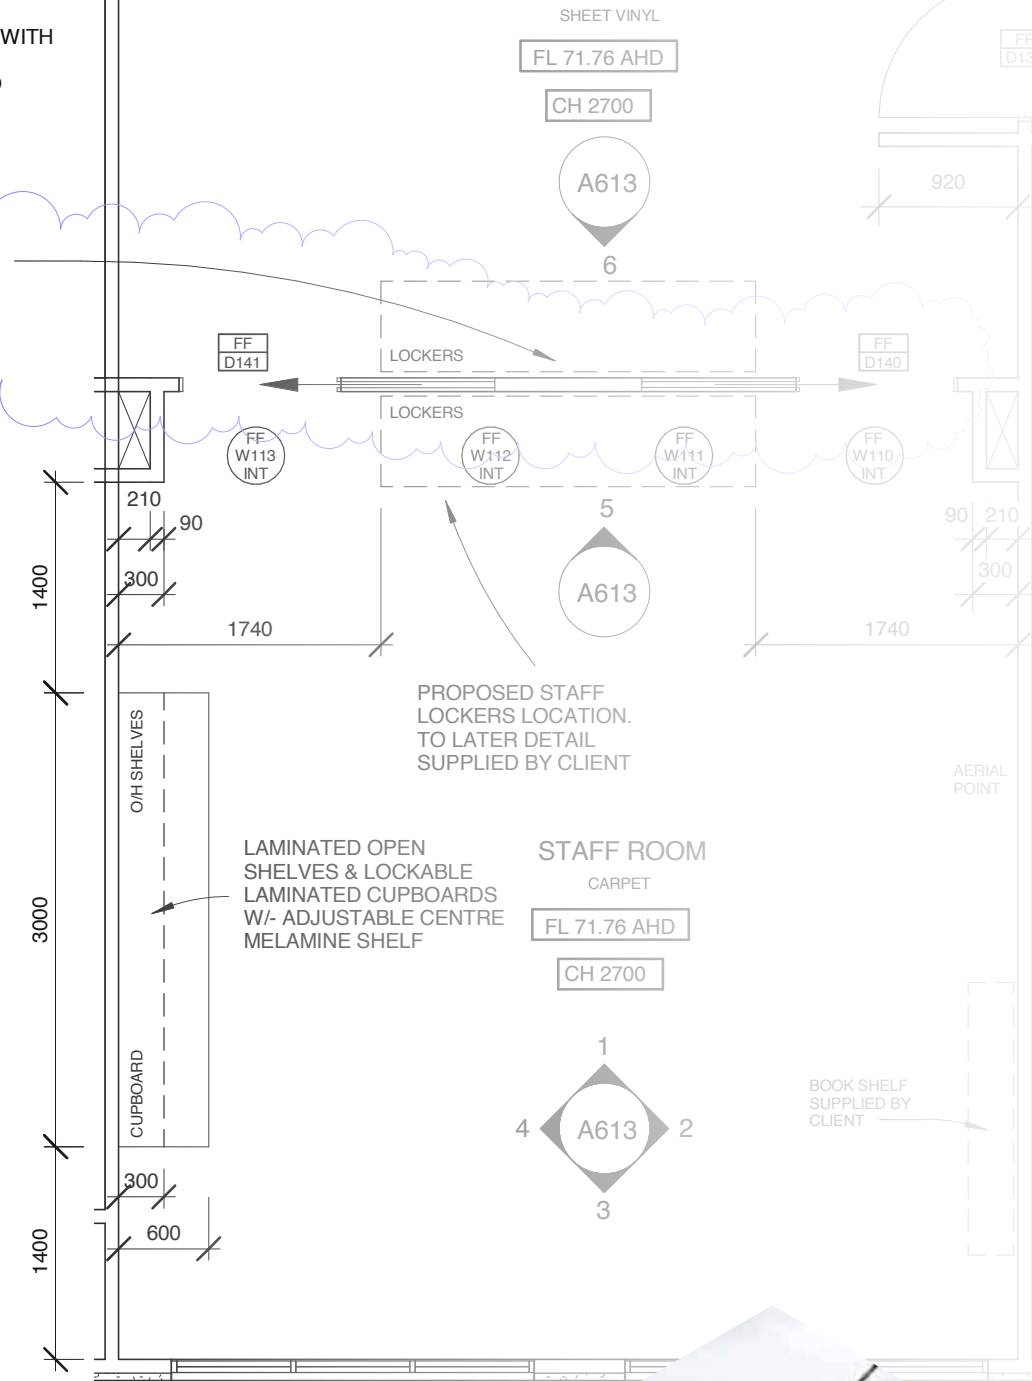 SHEET VINYL
WITH
FL 71.76 AHD
CH 2700
A613
6
920
FF
D141
LOCKERS
FF
D140
LOCKERS
FF
W113
INT
FF
W112
INT
FF
W111
INT
FF
W110
INT
210
90
300
1740
5
A613
90
210
300
1740
1400
PROPOSED STAFF
LOCKERS LOCATION.
TO LATER DETAIL
SUPPLIED BY CLIENT
O/H SHELVES
AERIAL
POINT
LAMINATED OPEN
SHELVES & LOCKABLE
LAMINATED CUPBOARDS
W/- ADJUSTABLE CENTRE
MELAMINE SHELF
STAFF ROOM
CARPET
FL 71.76 AHD
CH 2700
3000
CUPBOARD
1
4
A613
2
3
BOOK SHELF
SUPPLIED BY
CLIENT
300
600
1400